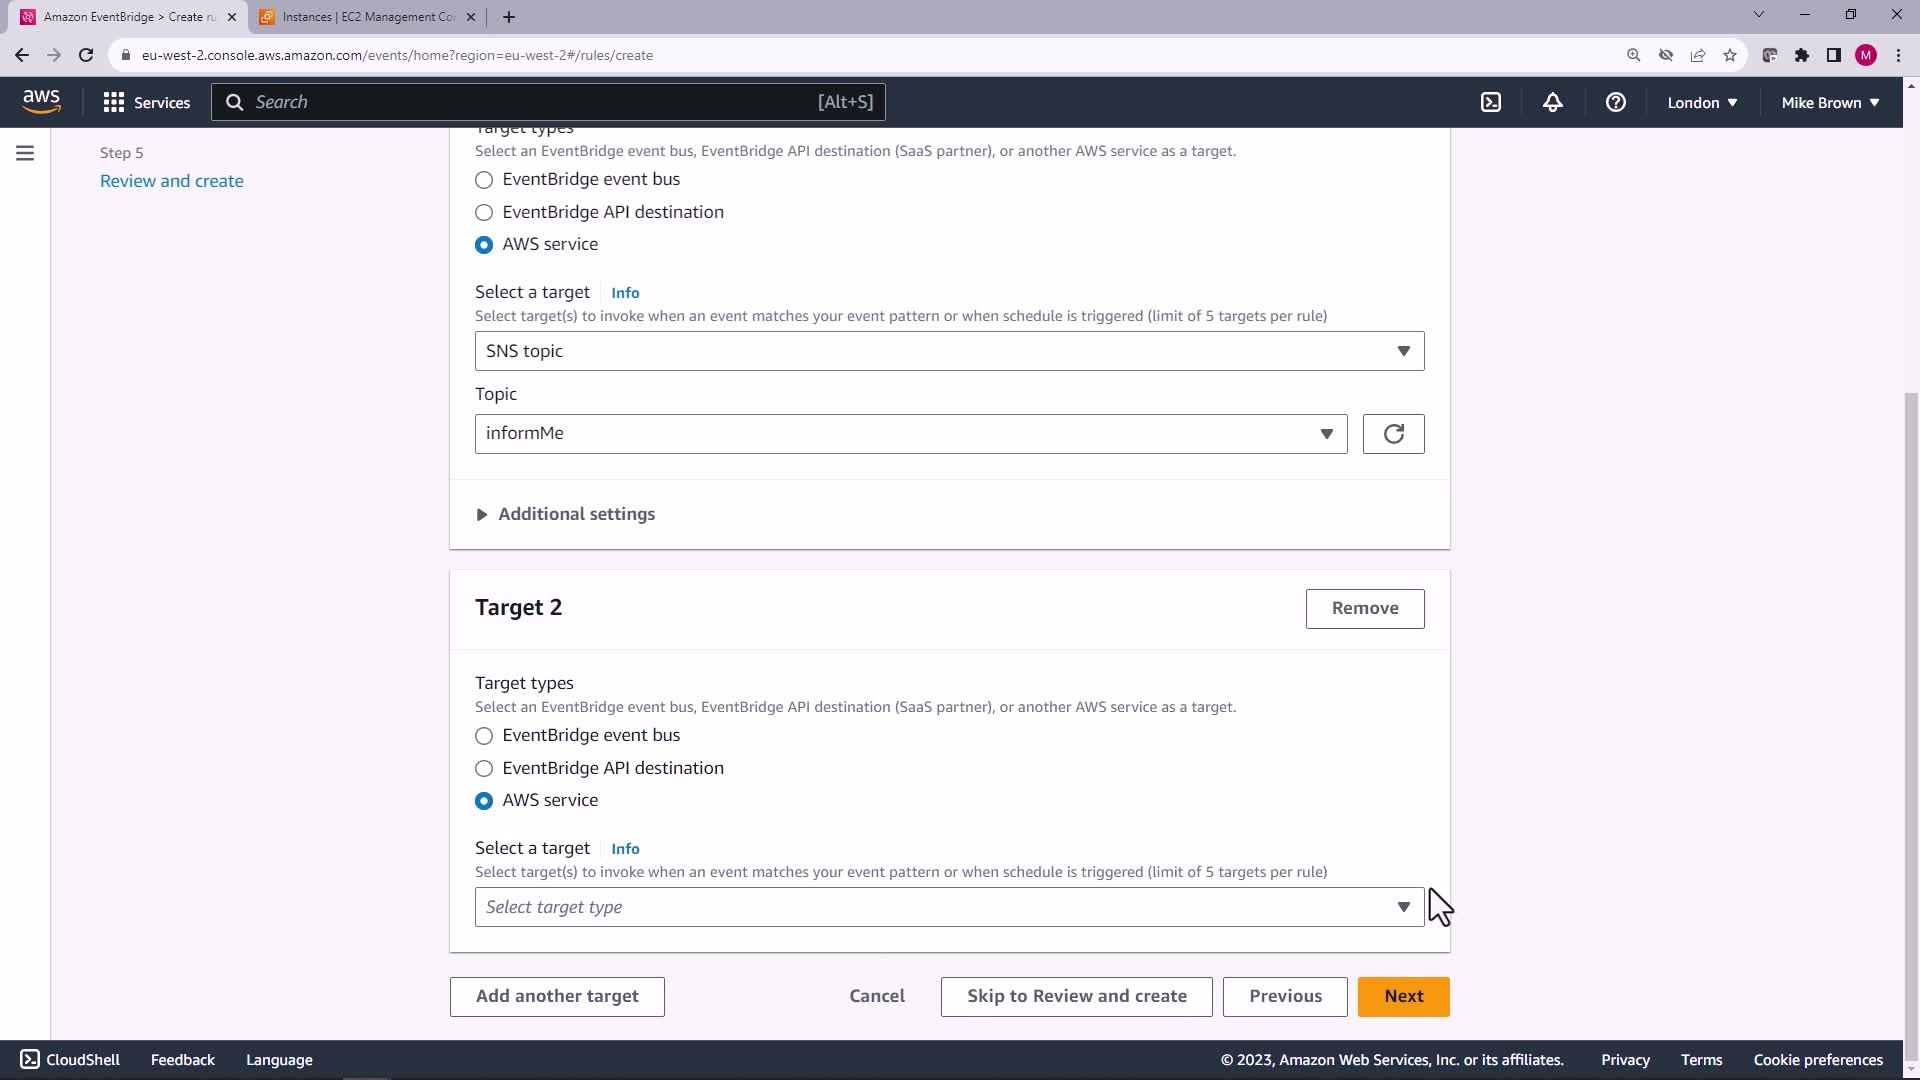 Amazon EventBridge > Create ru
Instances | EC2 Management Co
eu-west-2.console.aws.amazon.com/events/home?region=eu-west-2#/rules/create
M
aws
Services
Search
[Alt+S]
London
Mike Brown
Step 5
Review and create
Target types
Select an EventBridge event bus, EventBridge API destination (SaaS partner), or another AWS service as a target.
EventBridge event bus
EventBridge API destination
AWS service
Select a target
Info
Select target(s) to invoke when an event matches your event pattern or when schedule is triggered (limit of 5 targets per rule)
SNS topic
Topic
informMe
Additional settings
Target 2
Remove
Target types
Select an EventBridge event bus, EventBridge API destination (SaaS partner), or another AWS service as a target.
EventBridge event bus
EventBridge API destination
AWS service
Select a target
Info
Select target(s) to invoke when an event matches your event pattern or when schedule is triggered (limit of 5 targets per rule)
Select target type
Add another target
Cancel
Skip to Review and create
Previous
Next
CloudShell
Feedback
Language
© 2023, Amazon Web Services, Inc. or its affiliates.
Privacy
Terms
Cookie preferences